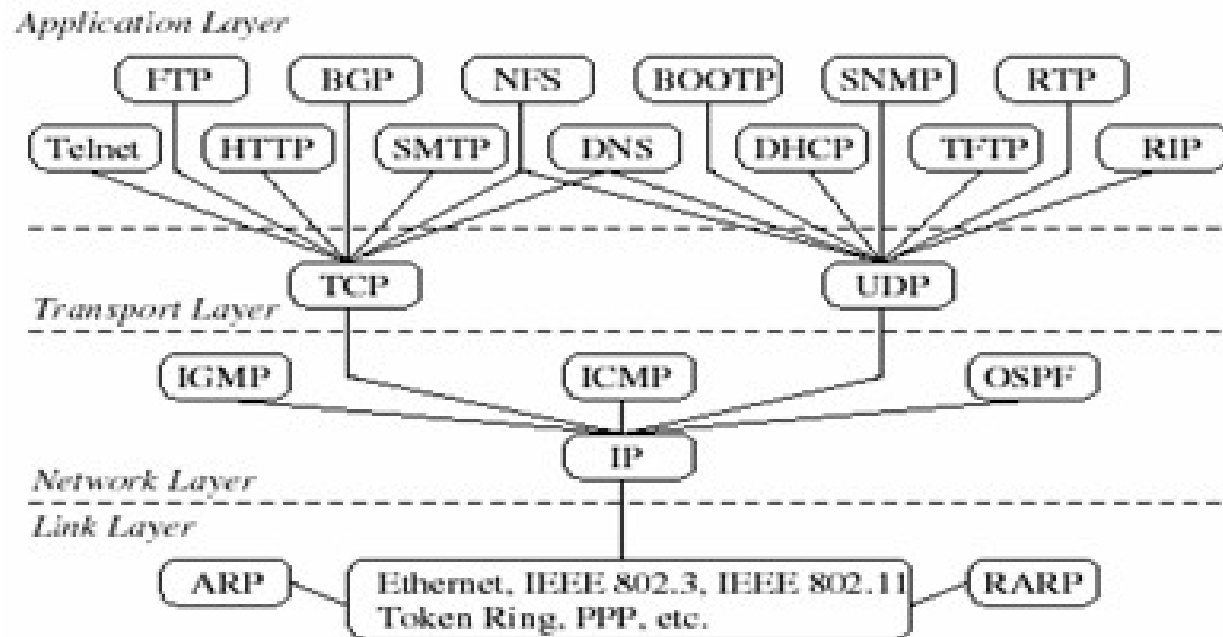 Application Layer
FTP BGP NFS BOOTP SNMP RTP
Telnet HTTP SMTP DNS DHCP TFTP RIP
TCP UDP
Transport Layer
IGMP ICMP OSPF
IP
Network Layer
Link Layer
ARP Ethernet, IEEE 802.3, IEEE 802.11 RARP
Token Ring, PPP, etc.